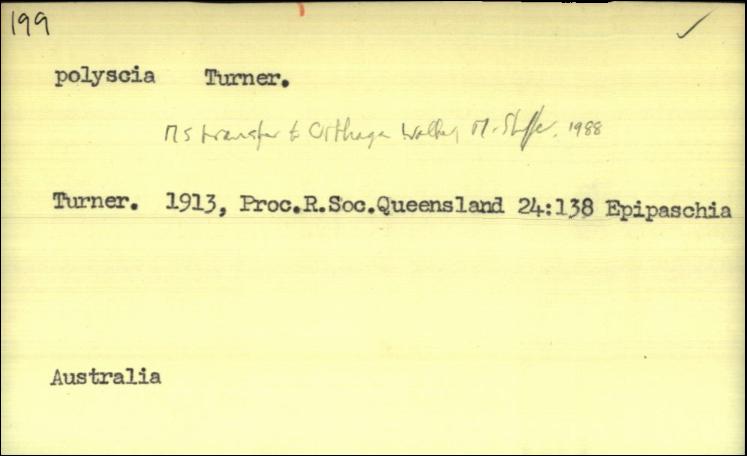 199
polyscia Turner.
MS transfer to Orthaga Walker, M. Shaffer. 1988
Turner. 1913, Proc.R.Soc.Queensland 24:138 Epipaschia
Australia